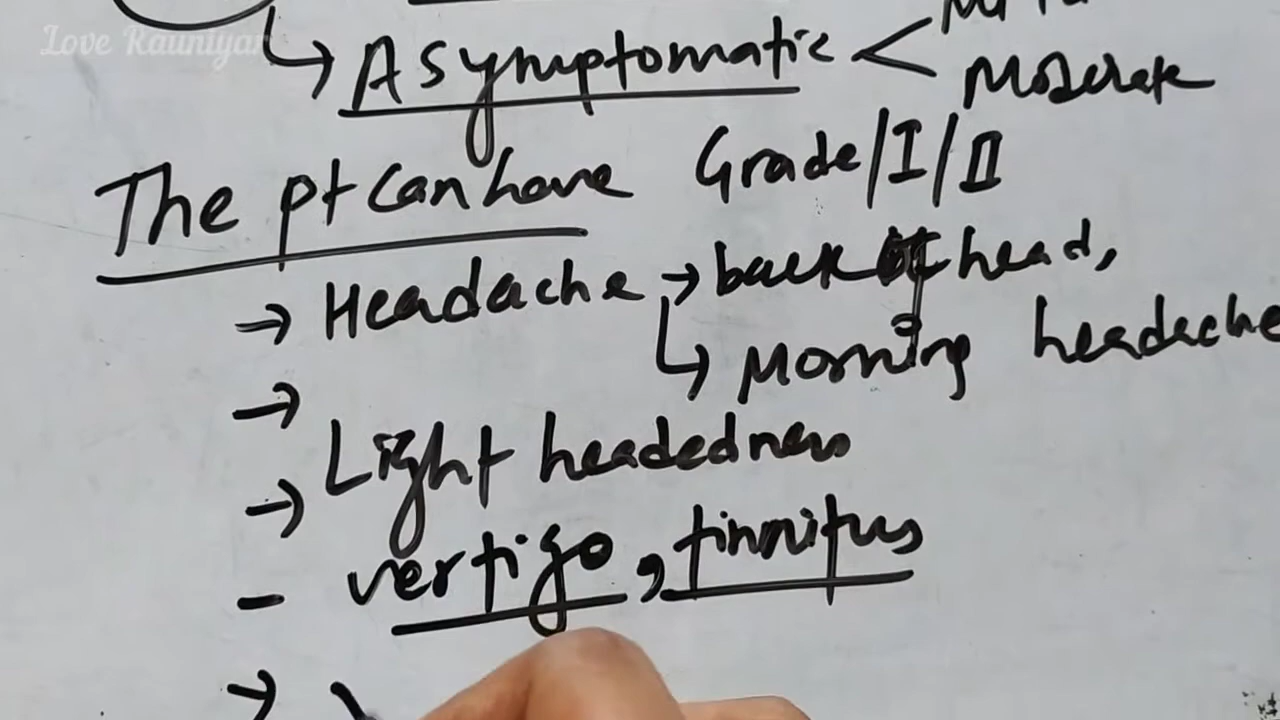 Love Kauniyar
↳ Asymptomatic <
Moderate
The pt can have Grade/I/II
→ Headache → back of head,
↳ Morning headache
→
Light headedness
→
- vertigo, tinnitus
→